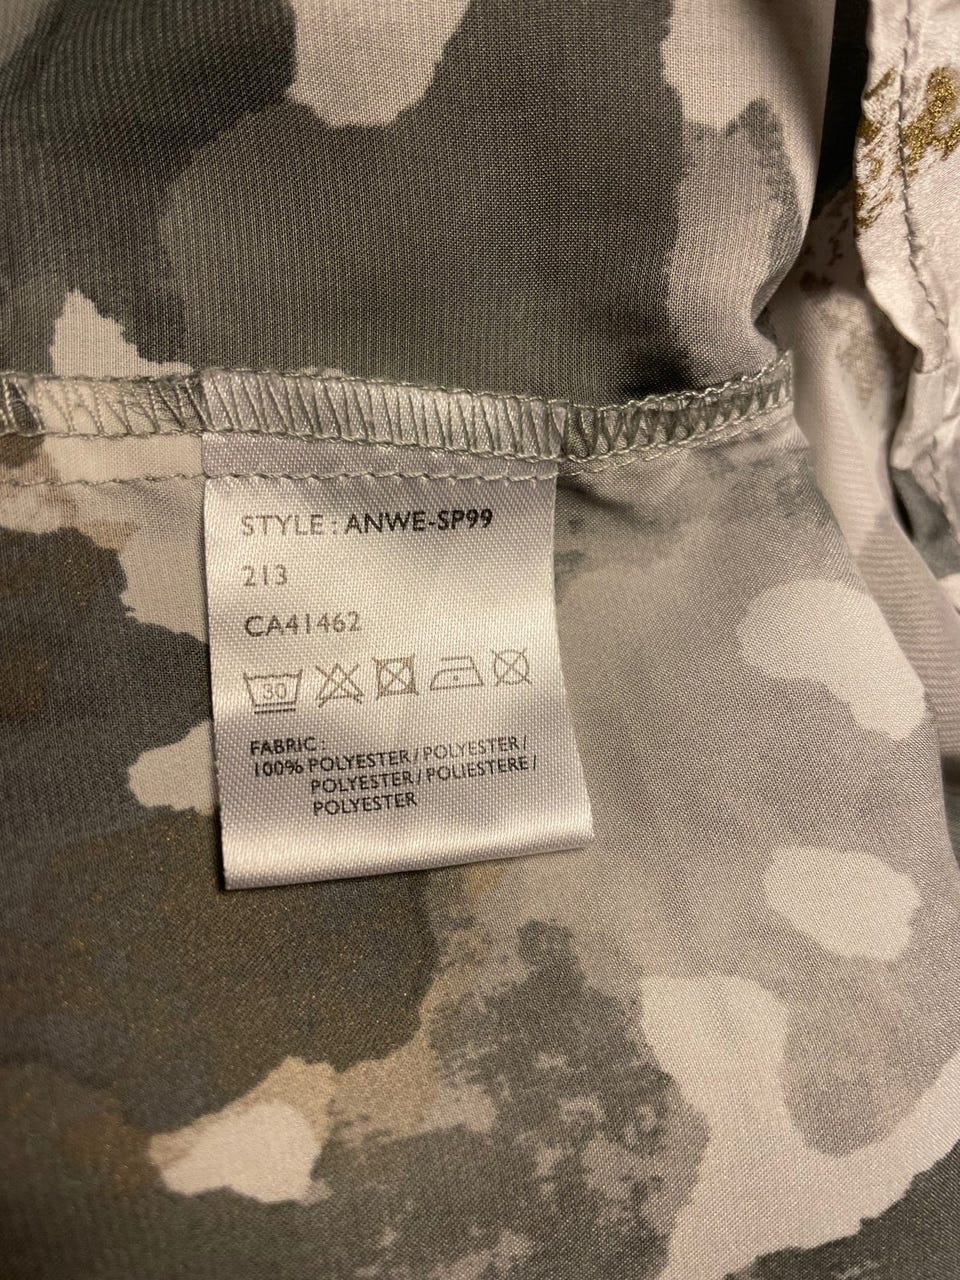 STYLE : ANWE-SP99
213
CA41462
30
FABRIC :
100% POLYESTER / POLYESTER /
POLYESTER / POLIESTERE /
POLYESTER